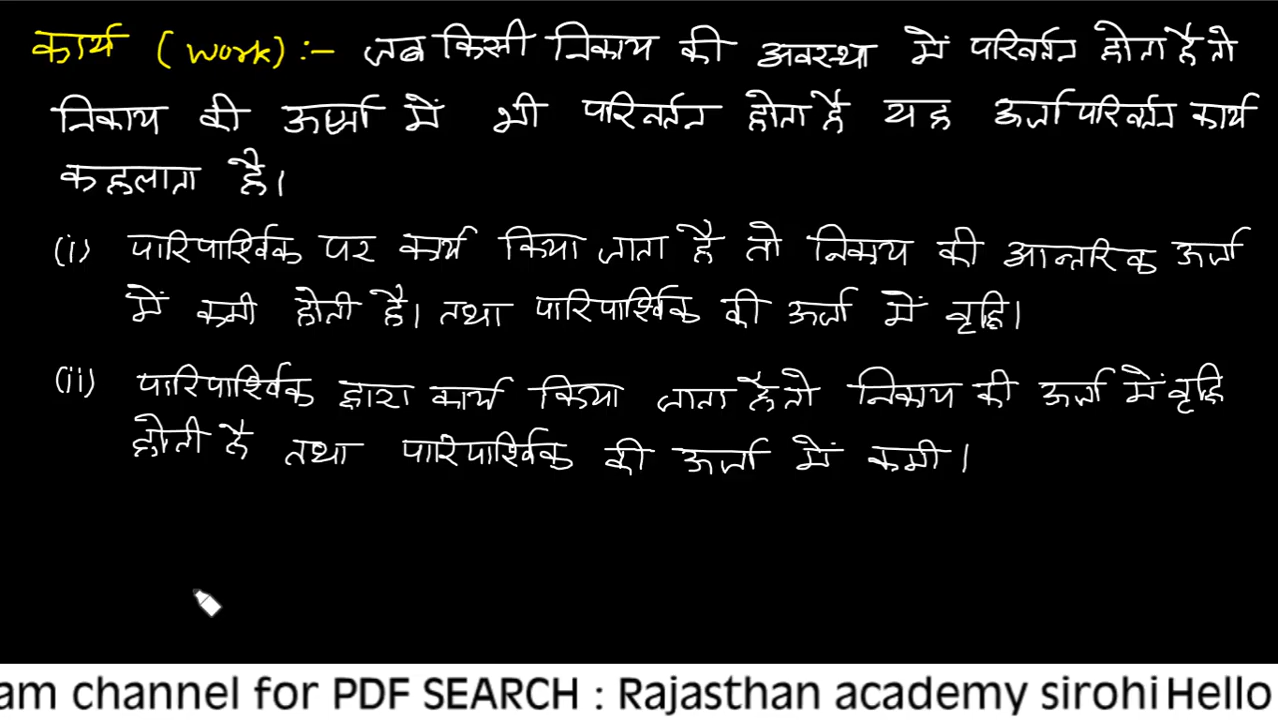 कार्य (work) :- जब किसी निकाय की अवस्था में परिवर्तन होता है तो
निकाय की ऊर्जा में भी परिवर्तन होता है यह ऊर्जा परिवर्तन कार्य
कहलाता है।
(i) पारिपार्श्विक पर कार्य किया जाता है तो निकाय की आन्तरिक ऊर्जा
में कमी होती है। तथा पारिपार्श्विक की ऊर्जा में वृद्धि।
(ii) पारिपार्श्विक द्वारा कार्य किया जाता है तो निकाय की ऊर्जा में वृद्धि
होती है तथा पारिपार्श्विक की ऊर्जा में कमी।
am channel for PDF SEARCH : Rajasthan academy sirohi Hello